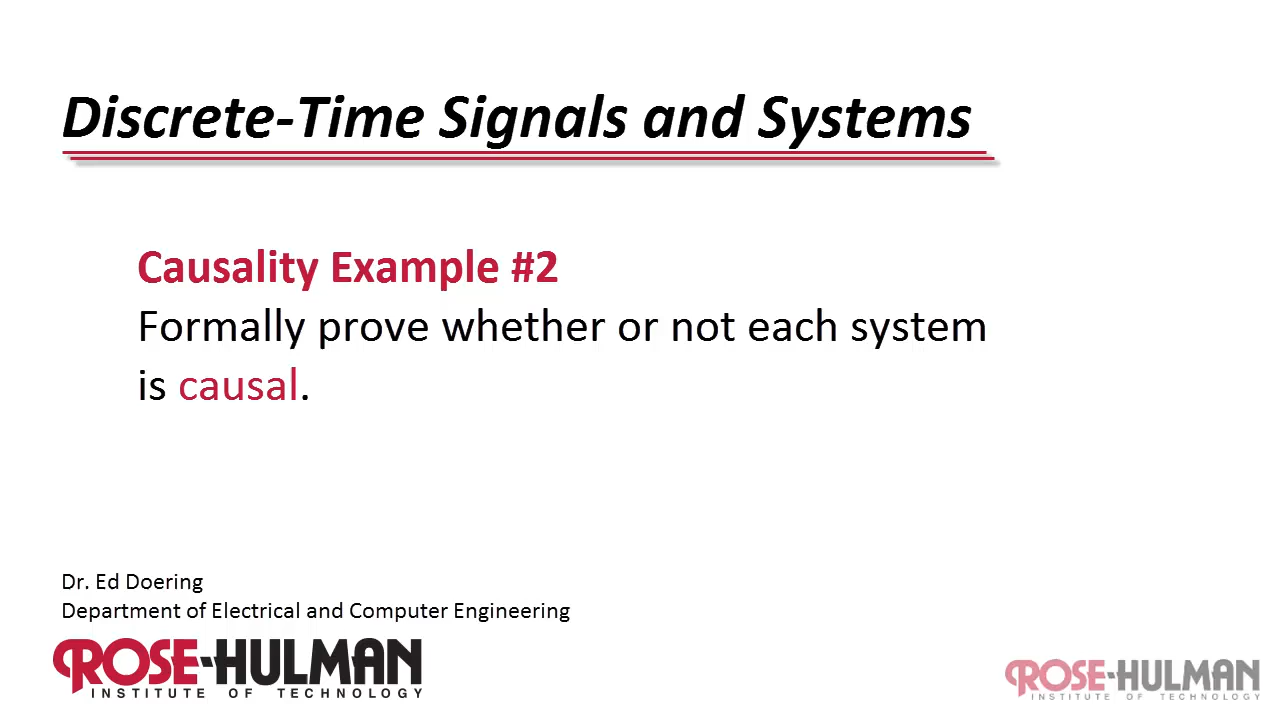 Discrete-Time Signals and Systems
Causality Example #2
Formally prove whether or not each system
is causal.
Dr. Ed Doering
Department of Electrical and Computer Engineering
ROSE-HULMAN
INSTITUTE OF TECHNOLOGY
ROSE-HULMAN
INSTITUTE OF TECHNOLOGY